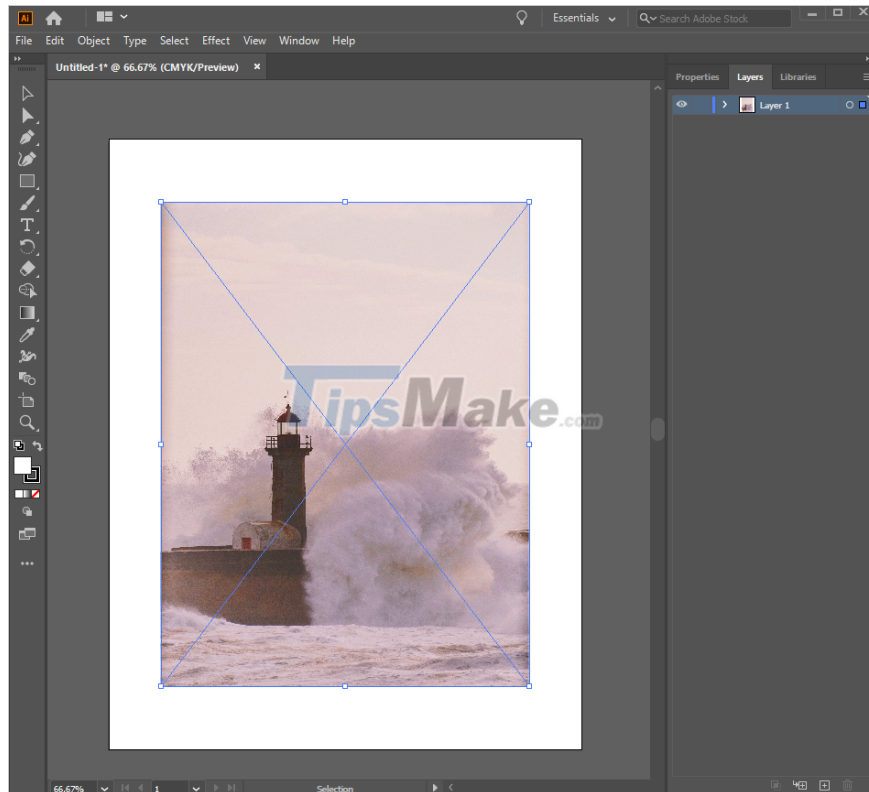 Ai
Essentials
Search Adobe Stock
File Edit Object Type Select Effect View Window Help
Untitled-1* @ 66.67% (CMYK/Preview) ×
Properties Layers Libraries
Layer 1
TipsMake.com
66.67% 1 Selection